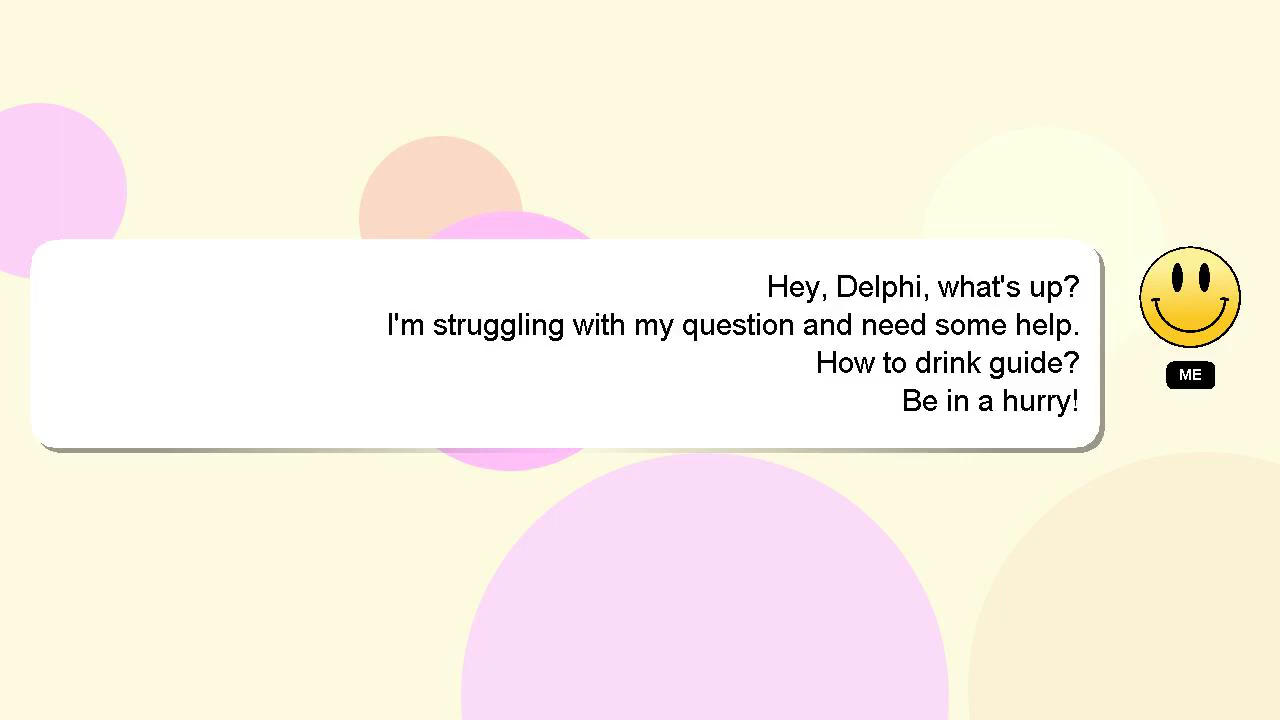 Hey, Delphi, what's up?
I'm struggling with my question and need some help.
How to drink guide?
Be in a hurry!
ME